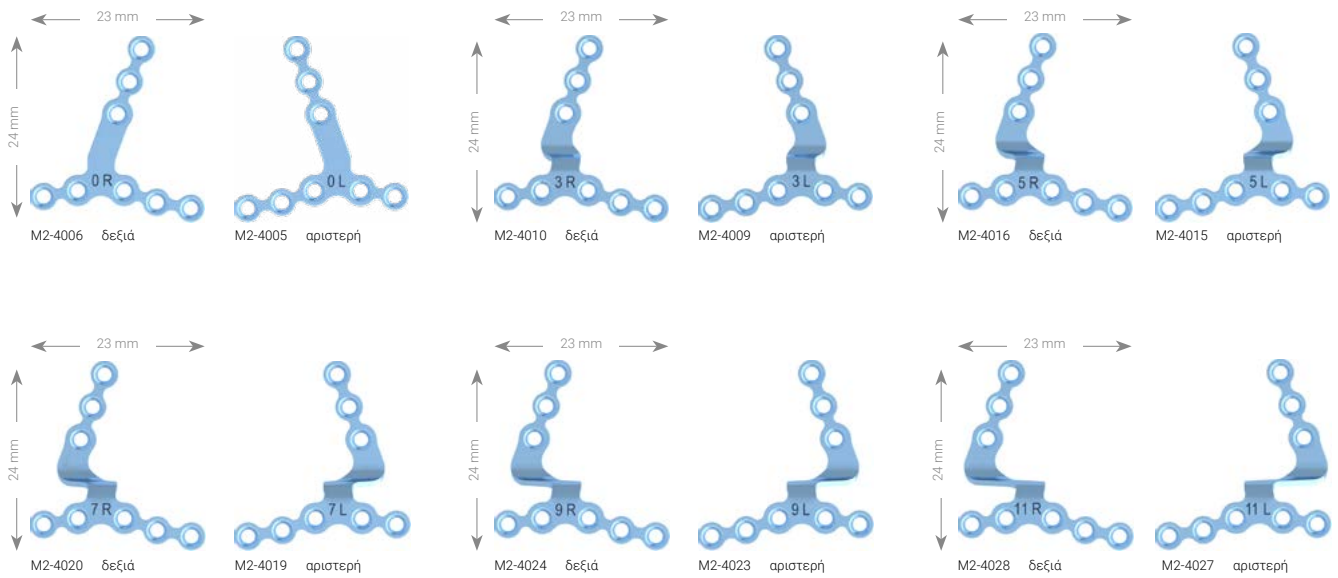 23 mm
23 mm
23 mm
24 mm
24 mm
24 mm
0 R
0 L
3 R
3 L
5 R
5 L
M2-4006 δεξιά
M2-4005 αριστερή
M2-4010 δεξιά
M2-4009 αριστερή
M2-4016 δεξιά
M2-4015 αριστερή
23 mm
23 mm
23 mm
24 mm
24 mm
24 mm
7 R
7 L
9 R
9 L
11 R
11 L
M2-4020 δεξιά
M2-4019 αριστερή
M2-4024 δεξιά
M2-4023 αριστερή
M2-4028 δεξιά
M2-4027 αριστερή